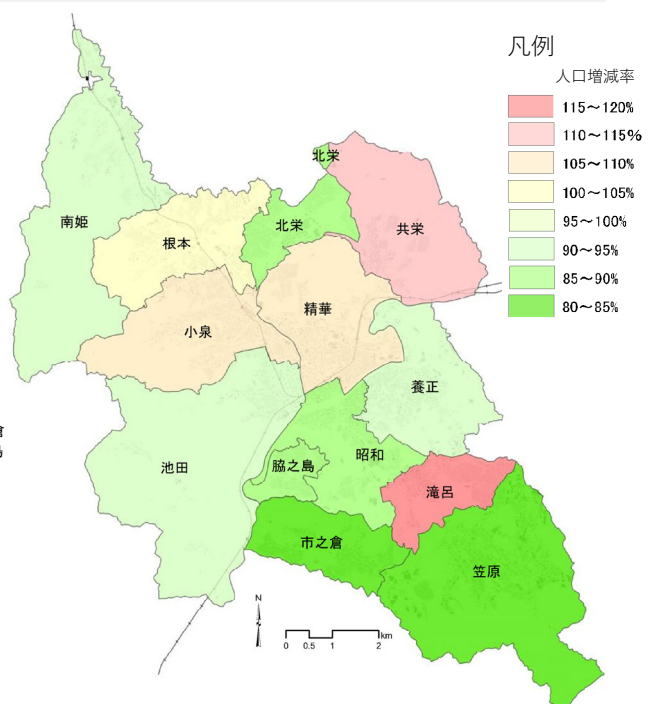 凡例
人口増減率
115～120%
110～115%
105～110%
100～105%
95～100%
90～95%
85～90%
80～85%
北栄
南姫
根本
北栄
共栄
精華
小泉
養正
昭和
脇之島
池田
滝呂
市之倉
笠原
N
km
0 0.5 1 2